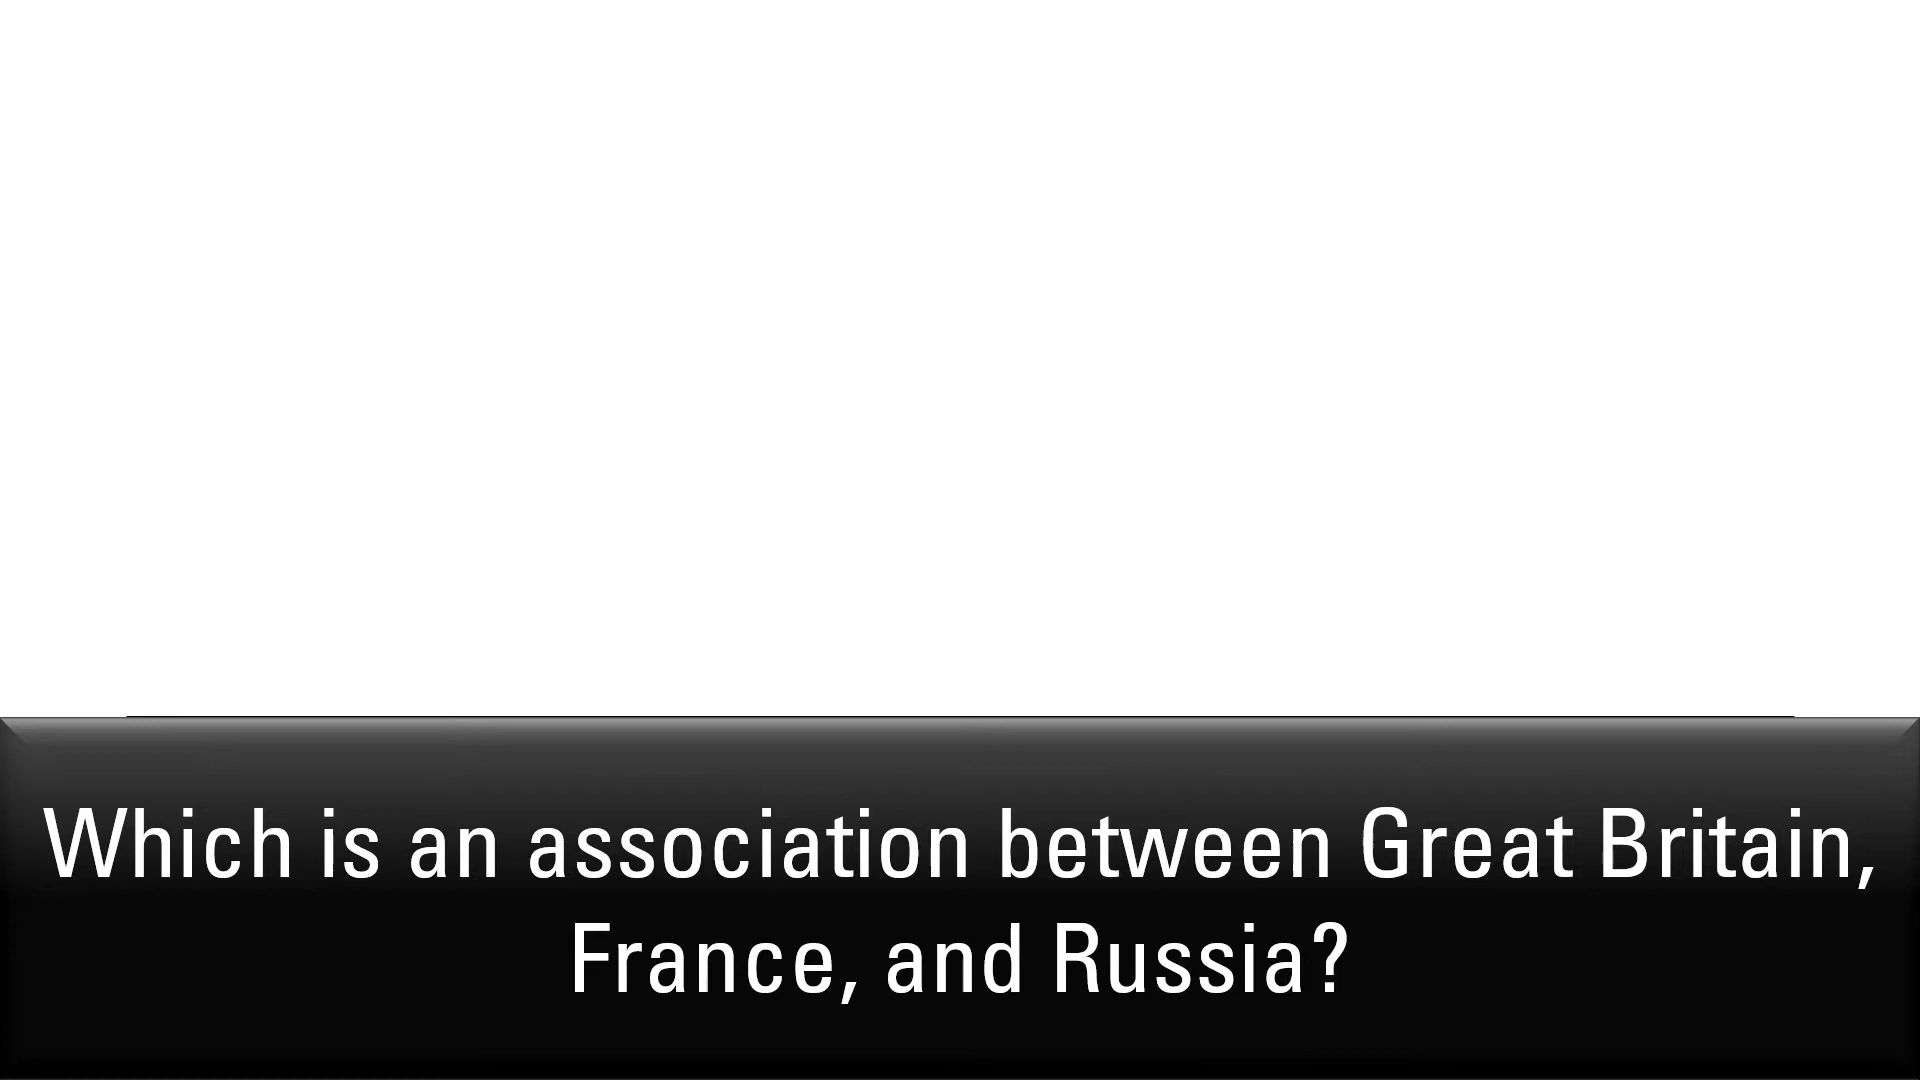 Which is an association between Great Britain,
France, and Russia?